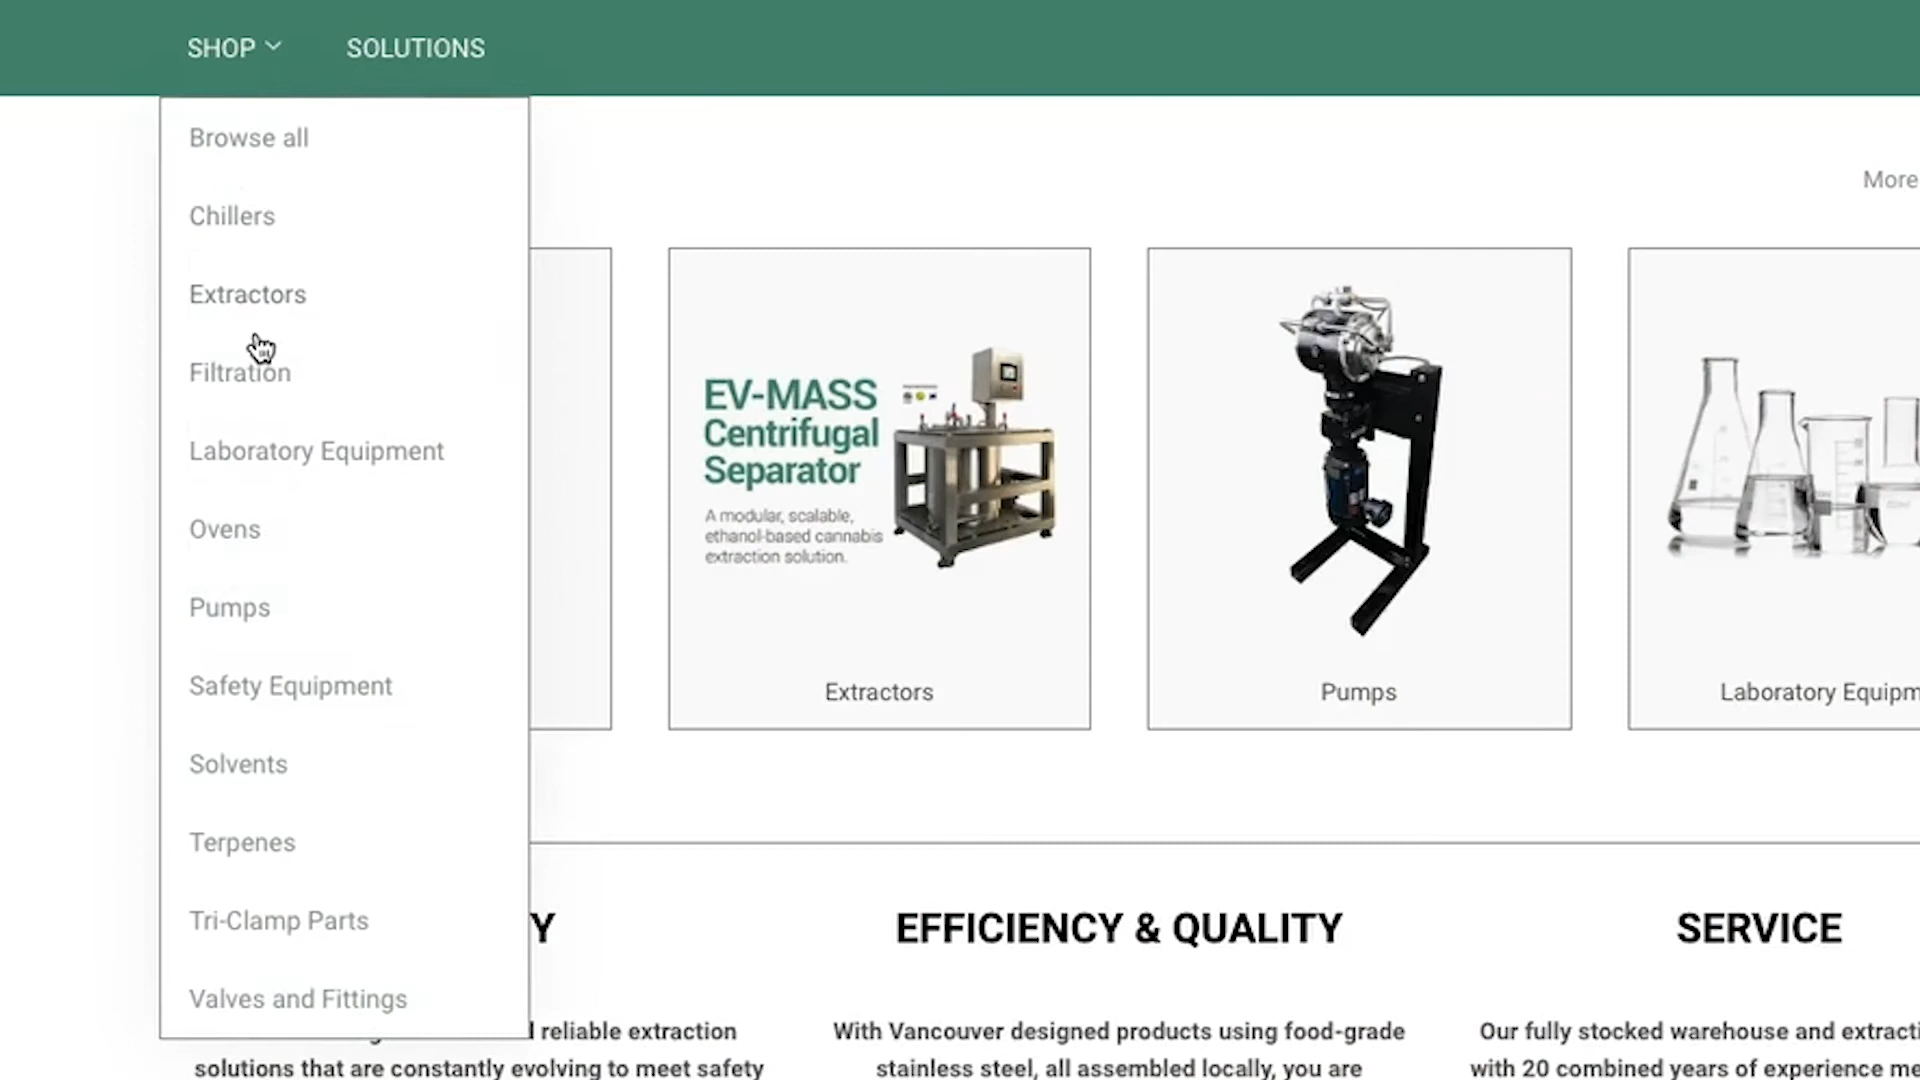 SHOP
SOLUTIONS
Browse all
Chillers
Extractors
Filtration
Laboratory Equipment
Ovens
Pumps
Safety Equipment
Solvents
Terpenes
Tri-Clamp Parts
Valves and Fittings
More
EV-MASS
Centrifugal
Separator
A modular, scalable,
ethanol-based cannabis
extraction solution.
Extractors
Pumps
Laboratory Equipm
Y
reliable extraction
solutions that are constantly evolving to meet safety
EFFICIENCY & QUALITY
With Vancouver designed products using food-grade
stainless steel, all assembled locally, you are
SERVICE
Our fully stocked warehouse and extracti
with 20 combined years of experience me